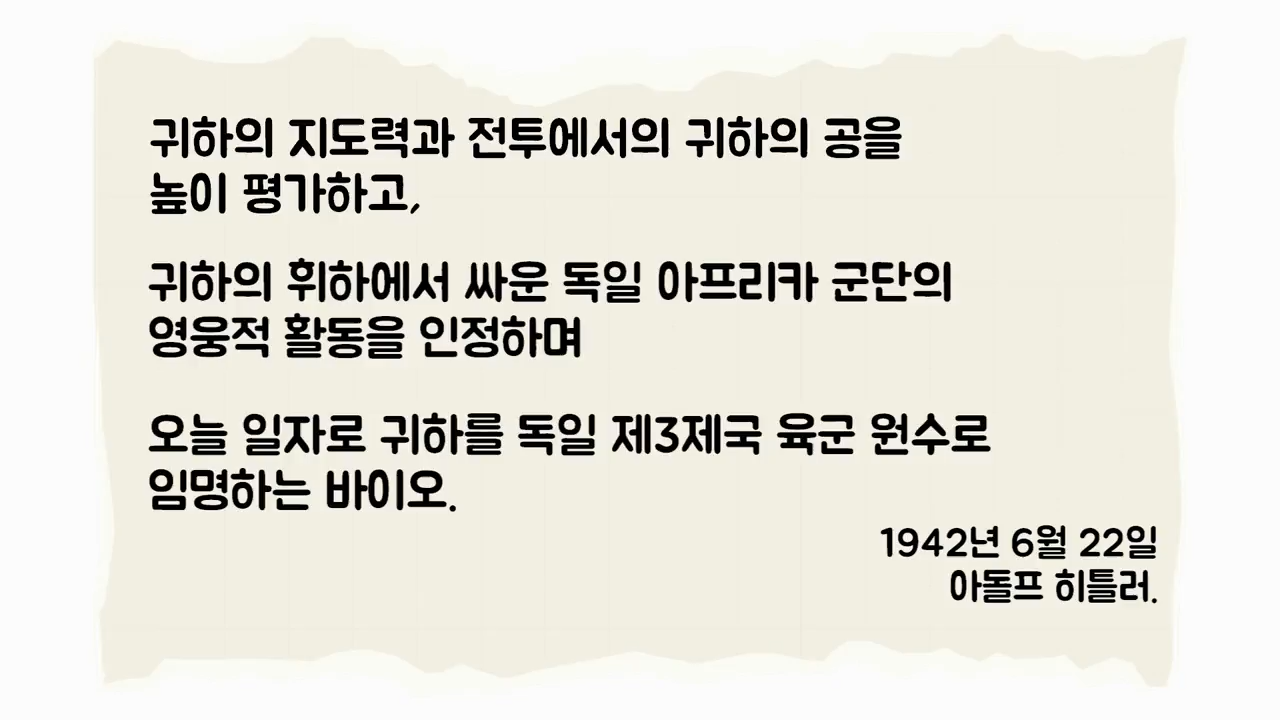 귀하의 지도력과 전투에서의 귀하의 공을
높이 평가하고,
귀하의 휘하에서 싸운 독일 아프리카 군단의
영웅적 활동을 인정하며
오늘 일자로 귀하를 독일 제3제국 육군 원수로
임명하는 바이오.
1942년 6월 22일
아돌프 히틀러.